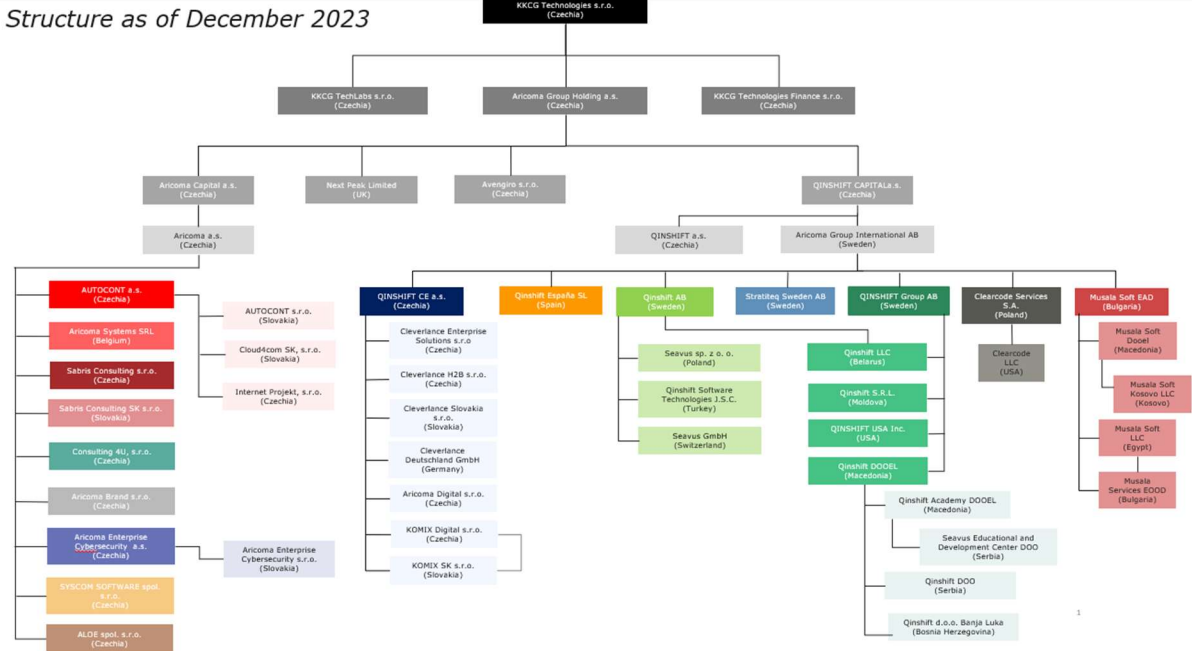 Structure as of December 2023
KKCG Technologies s.r.o.
(Czechia)
KKCG TechLabs s.r.o.
(Czechia)
Aricoma Group Holding a.s.
(Czechia)
KKCG Technologies Finance s.r.o.
(Czechia)
Aricoma Capital a.s.
(Czechia)
Next Peak Limited
(UK)
Avengiro s.r.o.
(Czechia)
QINSHIFT CAPITALa.s.
(Czechia)
Aricoma a.s.
(Czechia)
QINSHIFT a.s.
(Czechia)
Aricoma Group International AB
(Sweden)
AUTOCONT a.s.
(Czechia)
Aricoma Systems SRL
(Belgium)
Sabris Consulting s.r.o.
(Czechia)
Sabris Consulting SK s.r.o.
(Slovakia)
Consulting 4U, s.r.o.
(Czechia)
Aricoma Brand s.r.o.
(Czechia)
Aricoma Enterprise
Cybersecurity a.s.
(Czechia)
SYSCOM SOFTWARE spol.
s.r.o.
(Czechia)
ALDE spol. s.r.o.
(Czechia)
AUTOCONT s.r.o.
(Slovakia)
Cloud4com SK, s.r.o.
(Slovakia)
Internet Projekt, s.r.o.
(Czechia)
Aricoma Enterprise
Cybersecurity s.r.o.
(Slovakia)
QINSHIFT CE a.s.
(Czechia)
Cleverlance Enterprise
Solutions s.r.o
(Czechia)
Cleverlance H2B s.r.o.
(Czechia)
Cleverlance Slovakia
s.r.o.
(Slovakia)
Cleverlance
Deutschland GmbH
(Germany)
Aricoma Digital s.r.o.
(Czechia)
KOMIX Digital s.r.o.
(Czechia)
KOMIX SK s.r.o.
(Slovakia)
Qinshift España SL
(Spain)
Qinshift AB
(Sweden)
Seavus sp. z o. o.
(Poland)
Qinshift Software
Technologies J.S.C.
(Turkey)
Seavus GmbH
(Switzerland)
Stratiteq Sweden AB
(Sweden)
QINSHIFT Group AB
(Sweden)
Qinshift LLC
(Belarus)
Qinshift S.R.L.
(Moldova)
QINSHIFT USA Inc.
(USA)
Qinshift DOOEL
(Macedonia)
Qinshift Academy DOOEL
(Macedonia)
Seavus Educational and
Development Center DOO
(Serbia)
Qinshift DOO
(Serbia)
Qinshift d.o.o. Banja Luka
(Bosnia Herzegovina)
Clearcode Services
S.A.
(Poland)
Clearcode
LLC
(USA)
Musala Soft EAD
(Bulgaria)
Musala Soft
Dooel
(Macedonia)
Musala Soft
Kosovo LLC
(Kosovo)
Musala Soft
LLC
(Egypt)
Musala
Services EOOD
(Bulgaria)
1